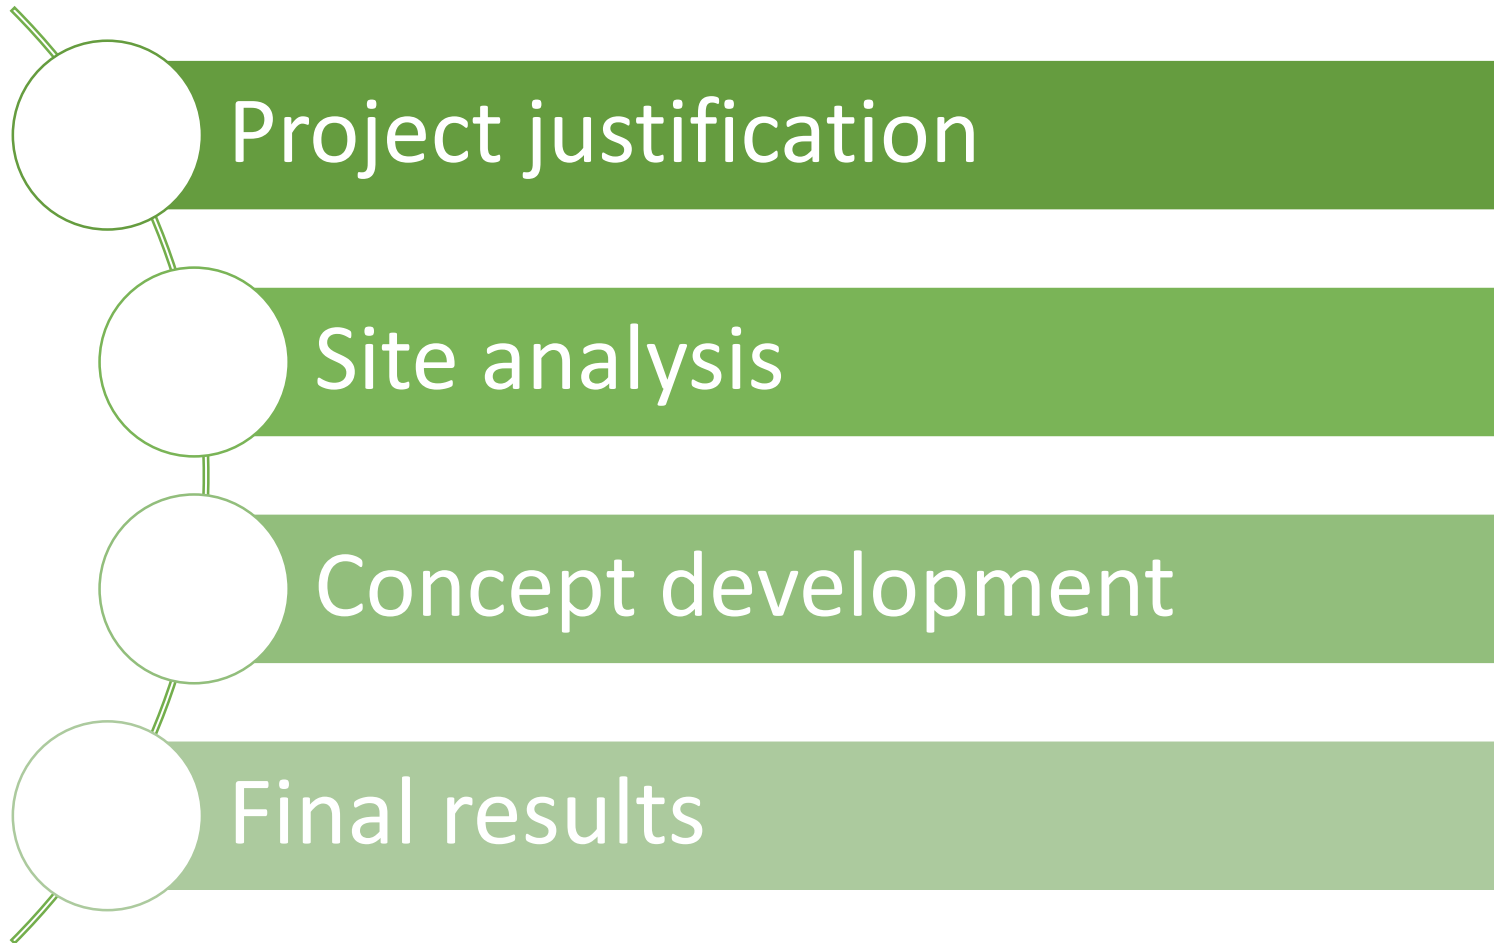 Project justification
Site analysis
Concept development
Final results